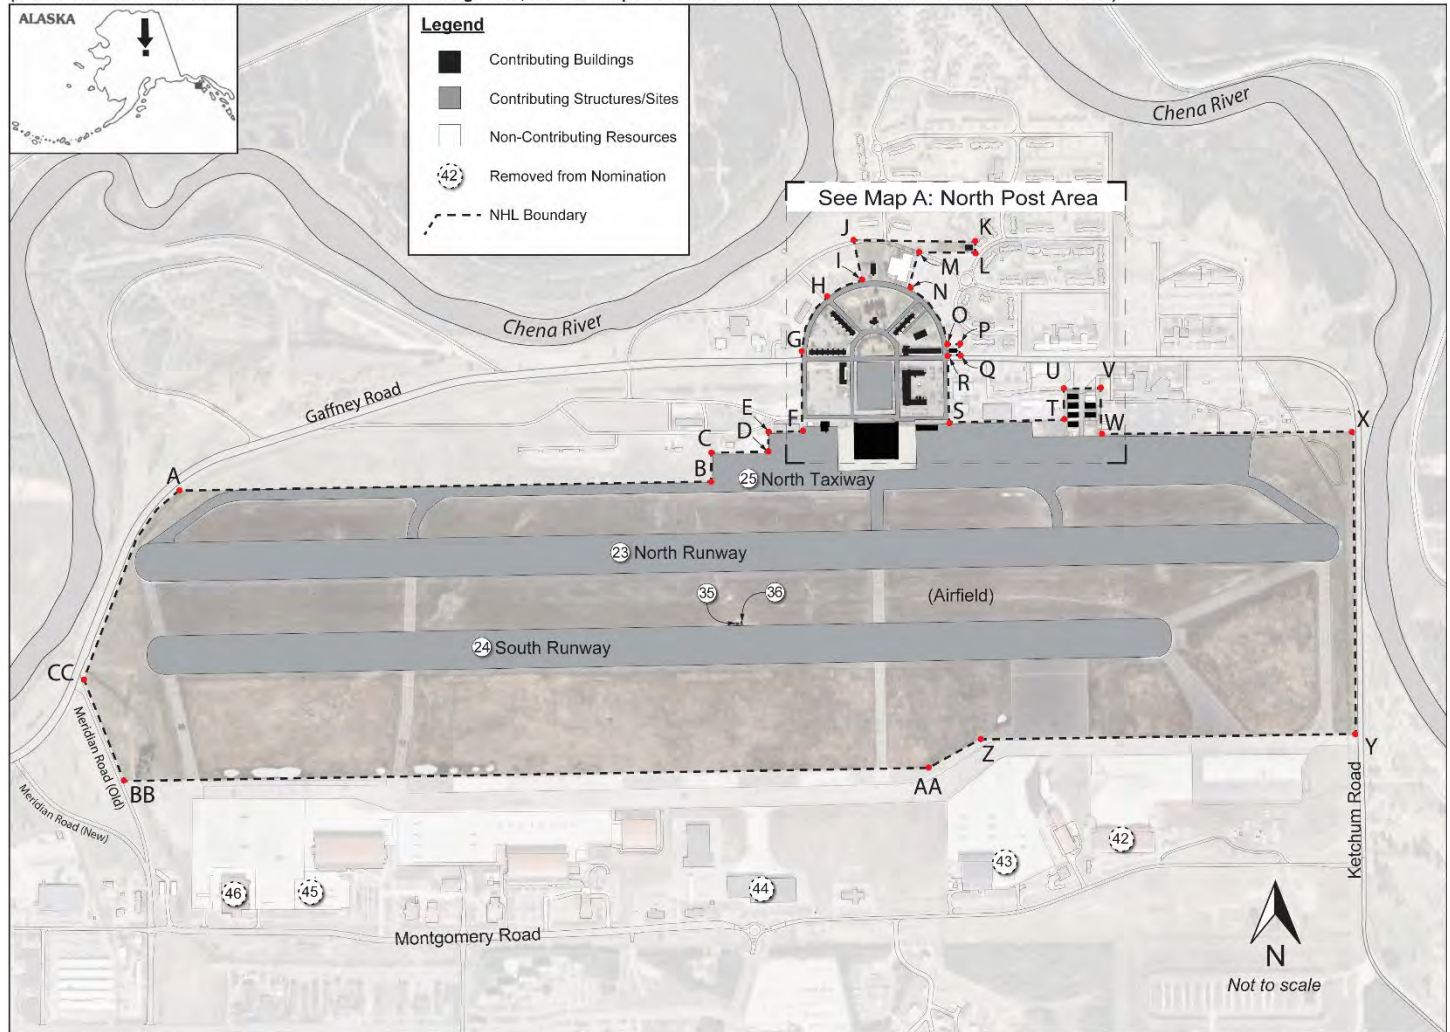 ALASKA
Legend
Contributing Buildings
Contributing Structures/Sites
Non-Contributing Resources
42 Removed from Nomination
NHL Boundary
Chena River
See Map A: North Post Area
J
K
L
M
I
N
H
Chena River
O
P
G
Q
R
U
V
Gaffney Road
E
F
S
T
W
X
D
C
B
A
25 North Taxiway
23 North Runway
35
36
(Airfield)
24 South Runway
CC
Meridian Road (Old)
Z
Y
AA
BB
Meridian Road (New)
Ketchum Road
42
43
44
45
46
Montgomery Road
N
Not to scale